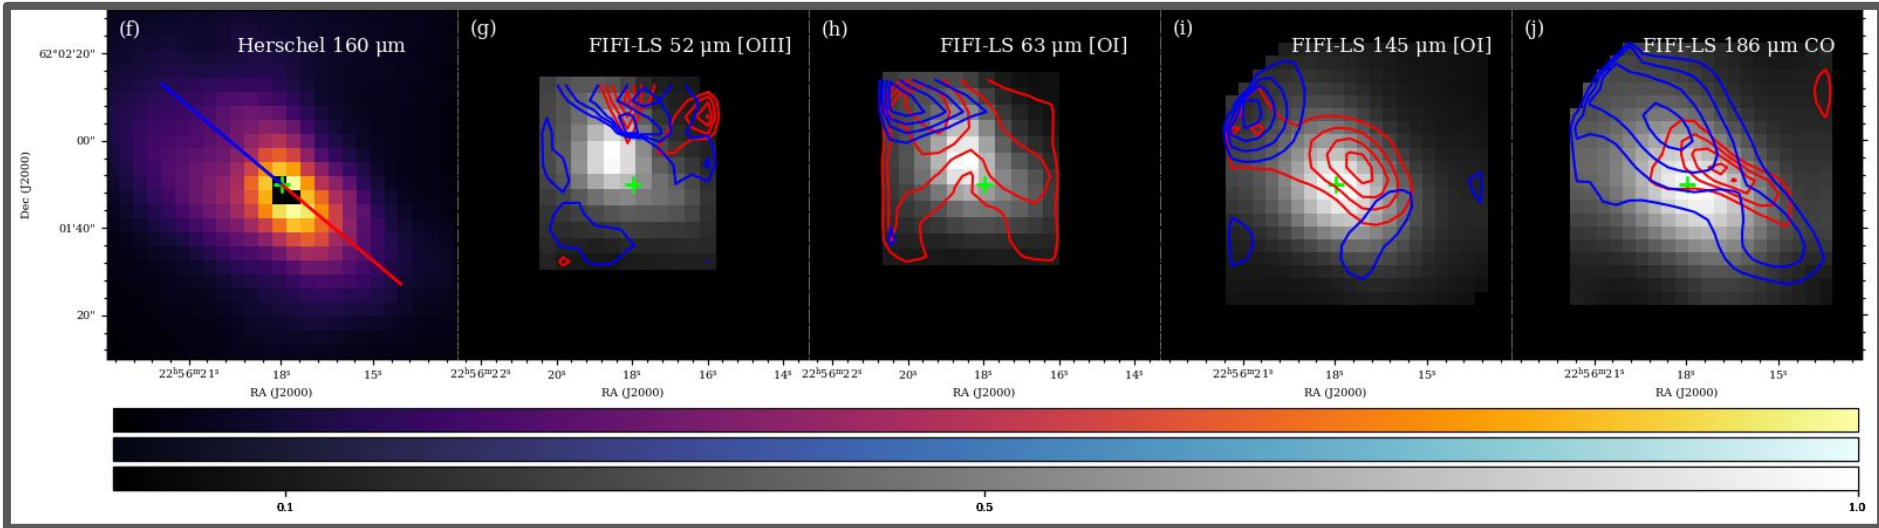 (f) Herschel 160 μm
(g) FIFI-LS 52 μm [OIII]
(h) FIFI-LS 63 μm [OI]
(i) FIFI-LS 145 μm [OI]
(j) FIFI-LS 186 μm CO
62°02'20"
00"
01'40"
20"
Dec (J2000)
22ʰ56ᵐ21ˢ 18ˢ 15ˢ
22ʰ56ᵐ22ˢ 20ˢ 18ˢ 16ˢ 14ˢ
22ʰ56ᵐ22ˢ 20ˢ 18ˢ 16ˢ 14ˢ
22ʰ56ᵐ21ˢ 18ˢ 15ˢ
22ʰ56ᵐ21ˢ 18ˢ 15ˢ
RA (J2000) RA (J2000) RA (J2000) RA (J2000) RA (J2000)
0.1 0.5 1.0